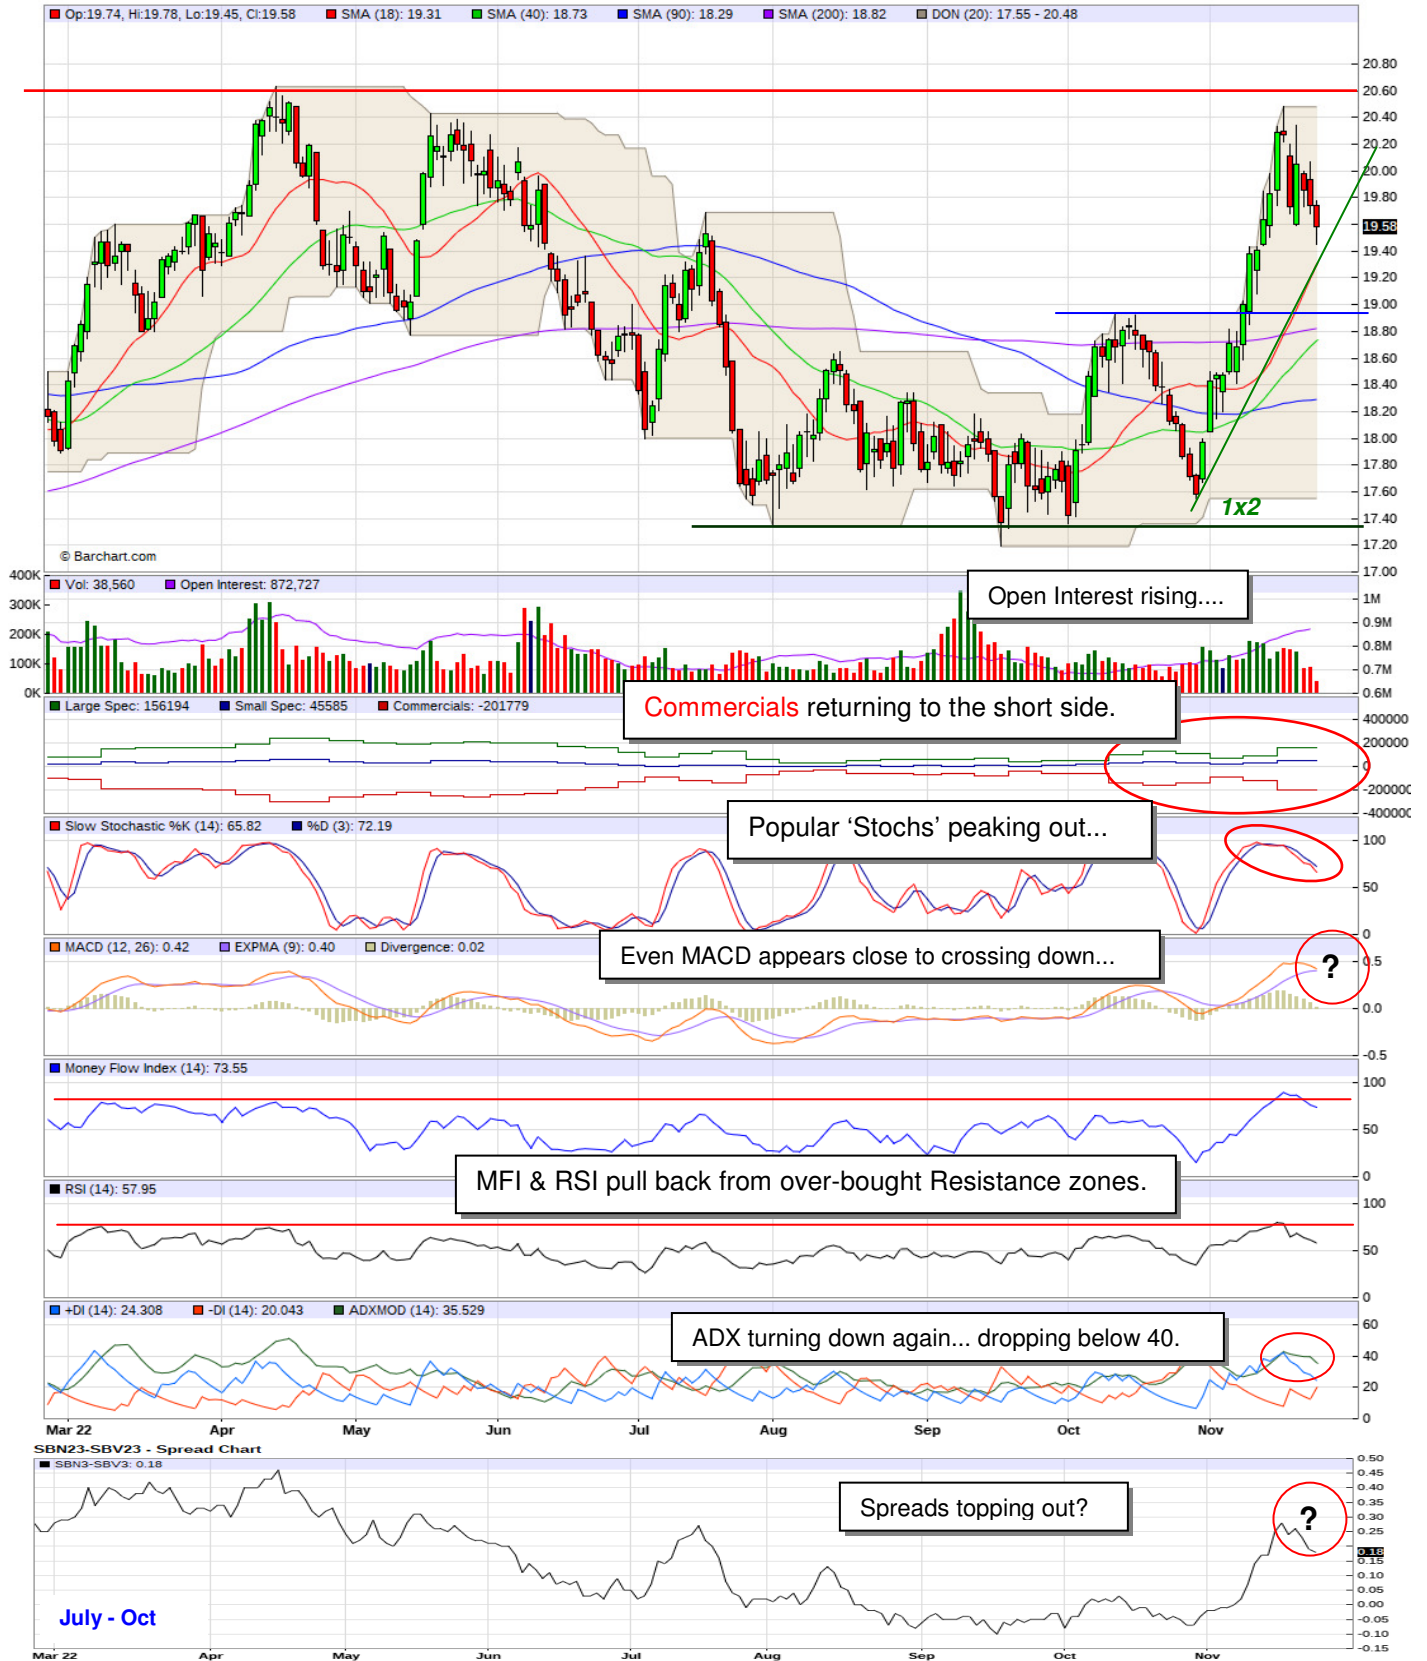 Op:19.74, Hi:19.78, Lo:19.45, Cl:19.58 SMA (18): 19.31 SMA (40): 18.73 SMA (90): 18.29 SMA (200): 18.82 DON (20): 17.55 - 20.48
20.80
20.60
20.40
20.20
20.00
19.80
19.58
19.40
19.20
19.00
18.80
18.60
18.40
18.20
18.00
17.80
17.60
1x2
17.40
17.20
© Barchart.com
17.00
400K
Vol: 38,560 Open Interest: 872,727
Open Interest rising....
300K 1M
0.9M
200K
0.8M
100K 0.7M
0K 0.6M
Large Spec: 156194 Small Spec: 45585 Commercials: -201779
Commercials returning to the short side.
400000
200000
0
-200000
-400000
Slow Stochastic %K (14): 65.82 %D (3): 72.19
Popular ‘Stochs’ peaking out...
100
50
0
MACD (12, 26): 0.42 EXPMA (9): 0.40 Divergence: 0.02
Even MACD appears close to crossing down...
?
0.5
0.0
-0.5
Money Flow Index (14): 73.55
100
50
0
MFI & RSI pull back from over-bought Resistance zones.
RSI (14): 57.95
100
50
0
+DI (14): 24.308 -DI (14): 20.043 ADXMOD (14): 35.529
ADX turning down again... dropping below 40.
60
40
20
0
Mar 22 Apr May Jun Jul Aug Sep Oct Nov
SBN23-SBV23 - Spread Chart
SBN3-SBV3: 0.18
0.50
0.45
0.40
0.35
Spreads topping out?
?
0.30
0.25
0.18
0.15
0.10
0.05
0.00
July - Oct
-0.05
-0.10
-0.15
Mar 22 Apr May Jun Jul Aug Sep Oct Nov